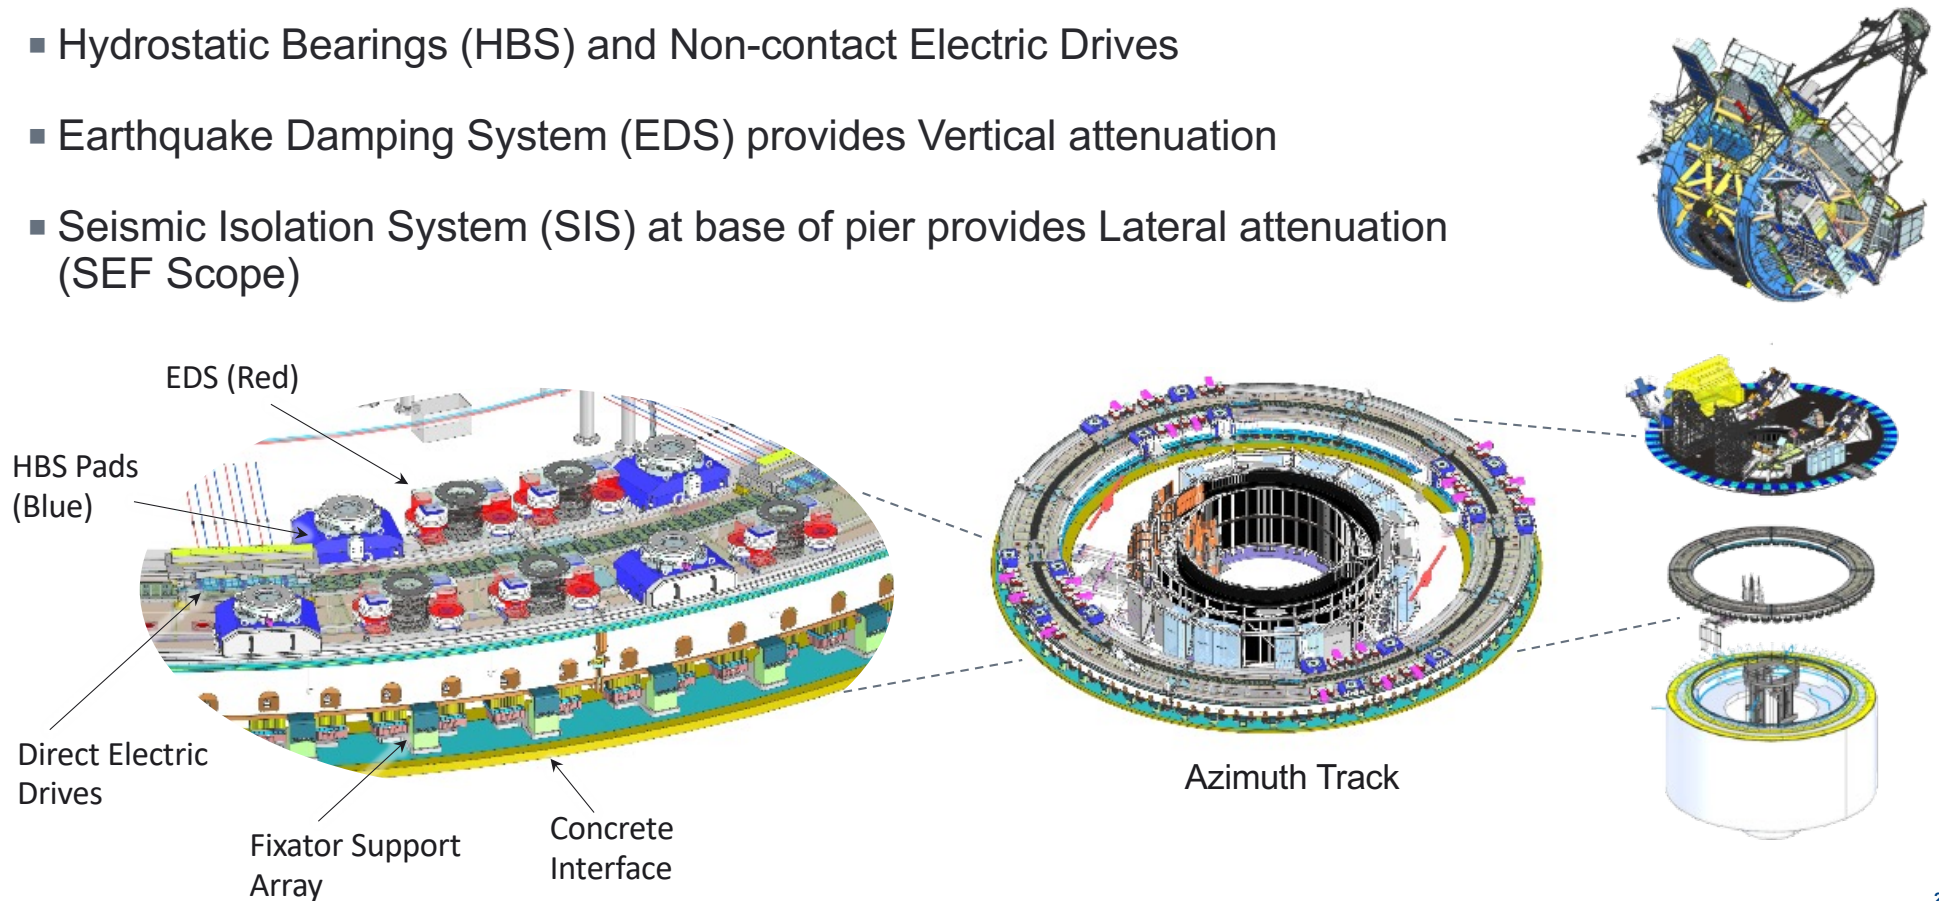 Hydrostatic Bearings (HBS) and Non-contact Electric Drives
Earthquake Damping System (EDS) provides Vertical attenuation
Seismic Isolation System (SIS) at base of pier provides Lateral attenuation
(SEF Scope)
EDS (Red)
HBS Pads
(Blue)
Direct Electric
Drives
Fixator Support
Array
Concrete
Interface
Azimuth Track